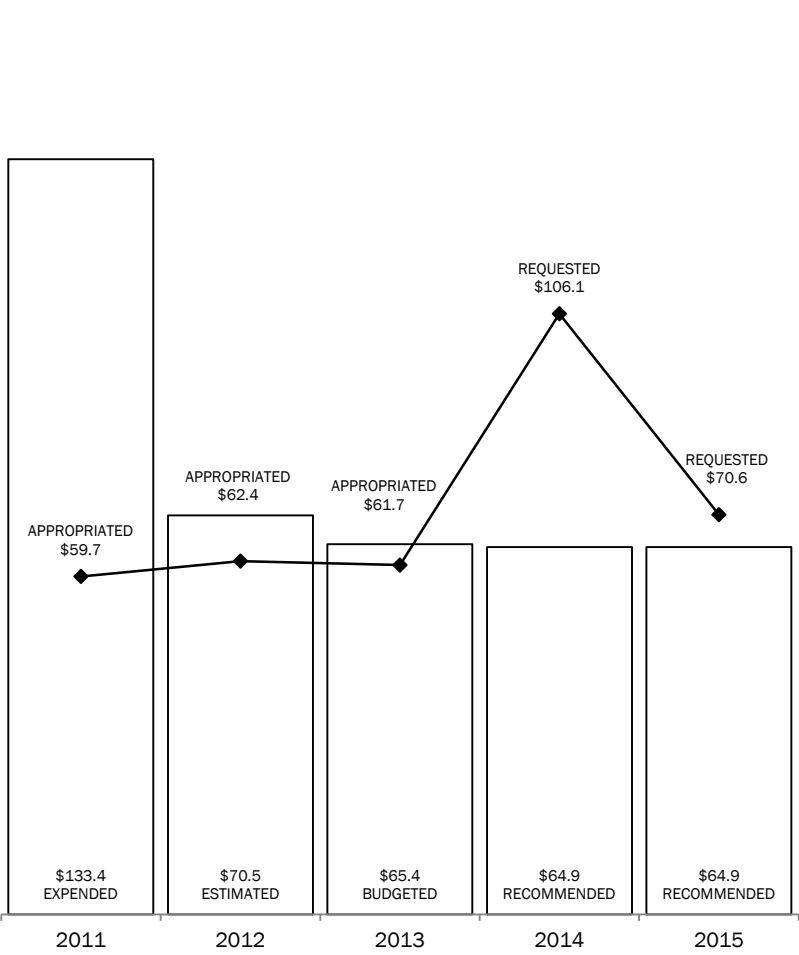 REQUESTED
$106.1
REQUESTED
$70.6
APPROPRIATED
$62.4
APPROPRIATED
$61.7
APPROPRIATED
$59.7
$133.4
EXPENDED
$70.5
ESTIMATED
$65.4
BUDGETED
$64.9
RECOMMENDED
$64.9
RECOMMENDED
2011
2012
2013
2014
2015